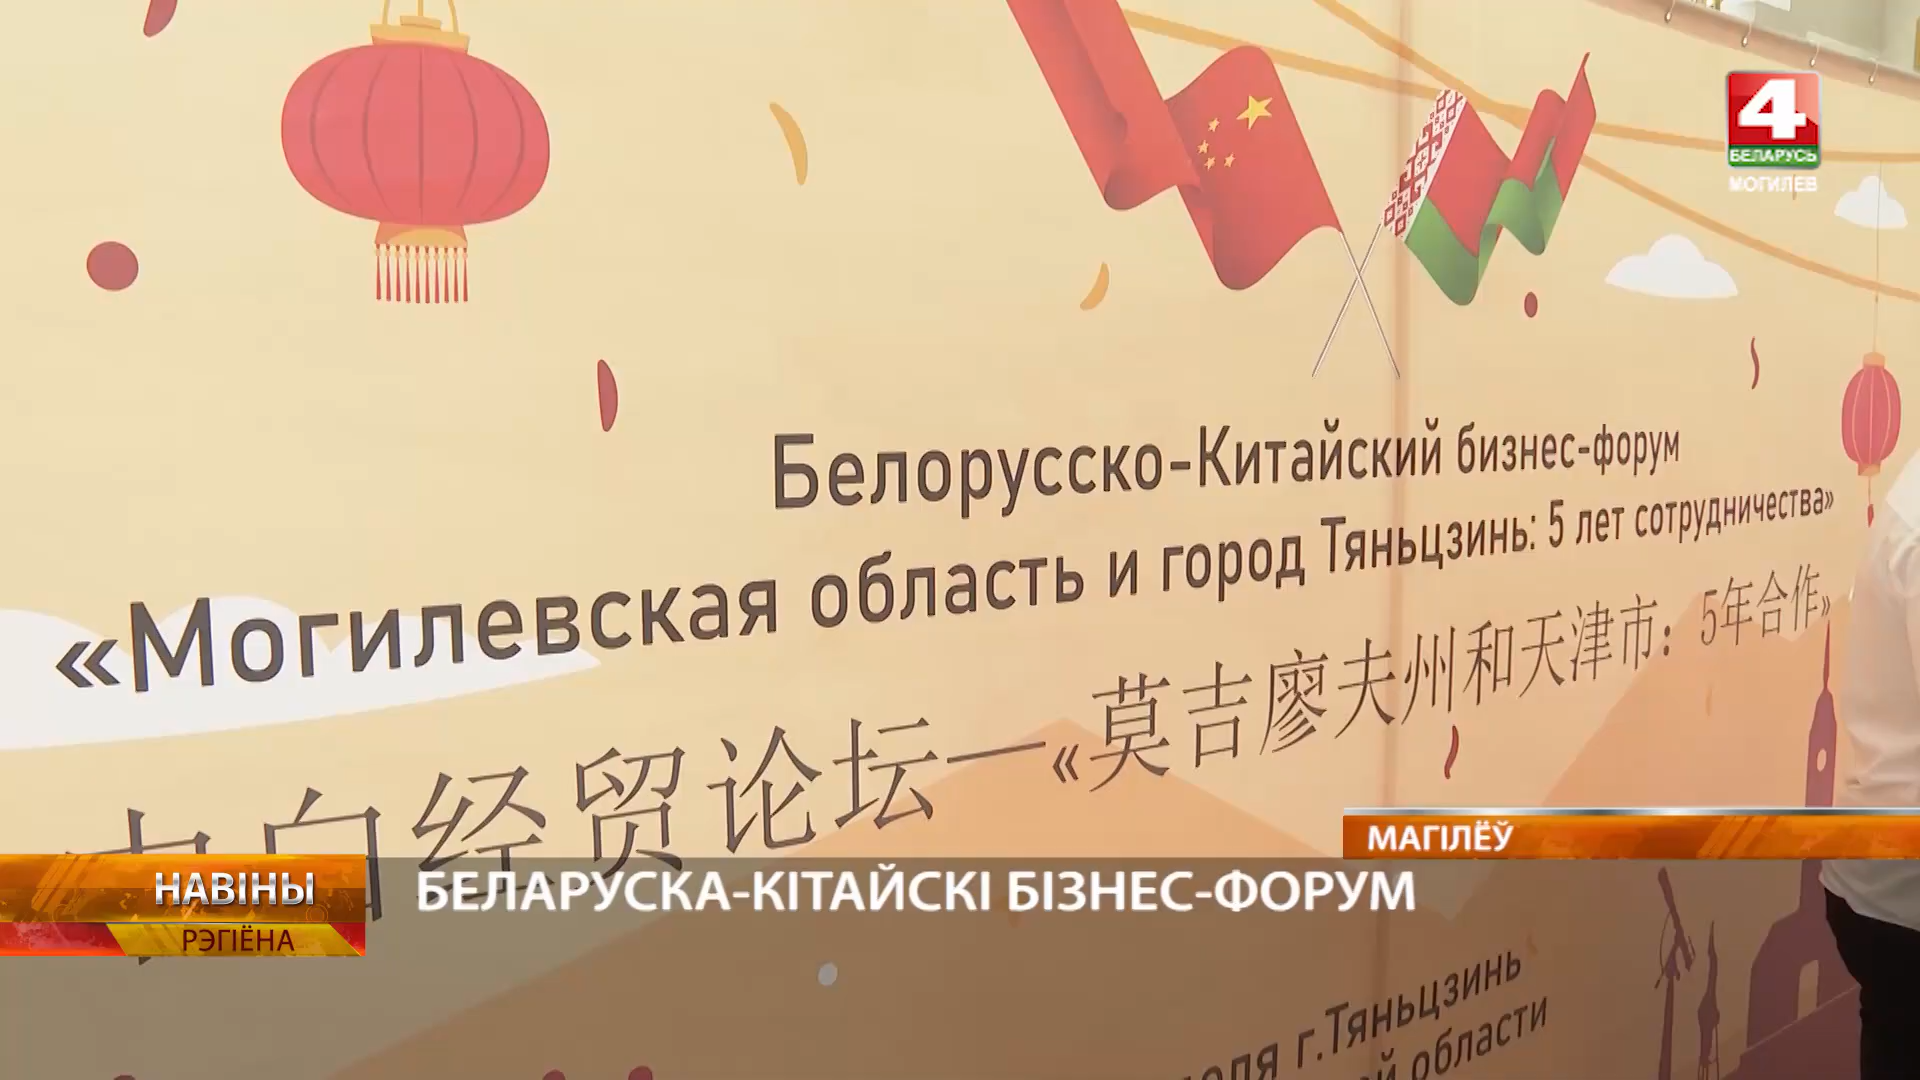 4
БЕЛАРУСЬ
МОГИЛЕВ
Белорусско-Китайский бизнес-форум
«Могилевская область и город Тяньцзинь: 5 лет сотрудничества»
中白经贸论坛—«莫吉廖夫州和天津市：5年合作»
МАГІЛЁЎ
НАВІНЫ
РЭГІЁНА
БЕЛАРУСКА-КІТАЙСКІ БІЗНЕС-ФОРУМ
г.Тяньцзинь
области